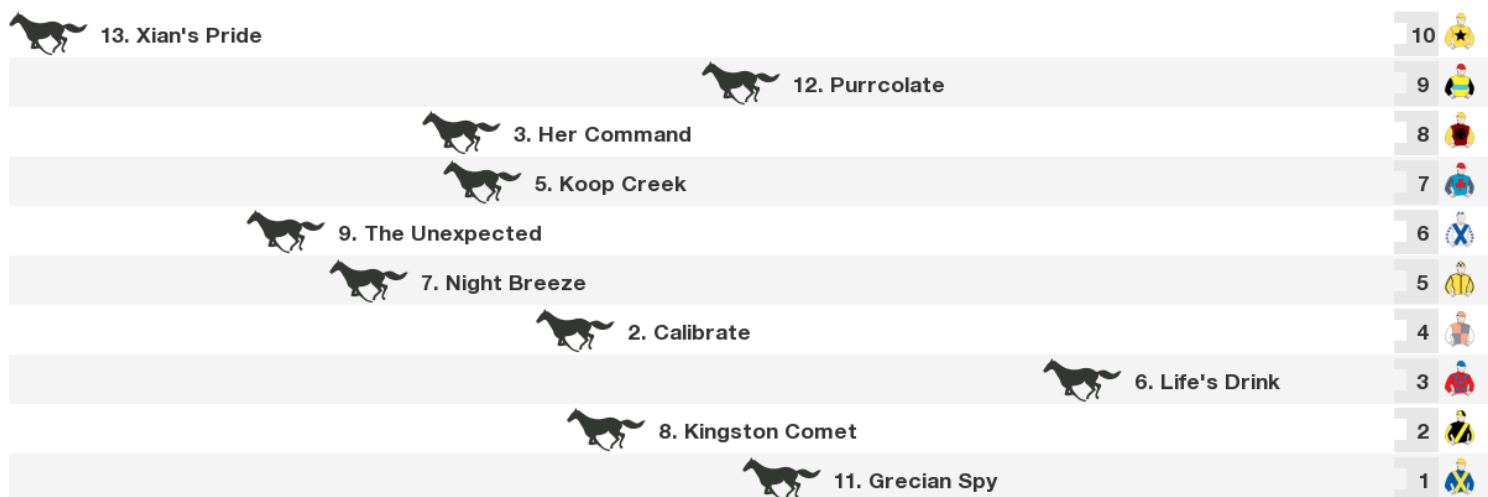 13. Xian's Pride 10
12. Purrcolate 9
3. Her Command 8
5. Koop Creek 7
9. The Unexpected 6
7. Night Breeze 5
2. Calibrate 4
6. Life's Drink 3
8. Kingston Comet 2
11. Grecian Spy 1